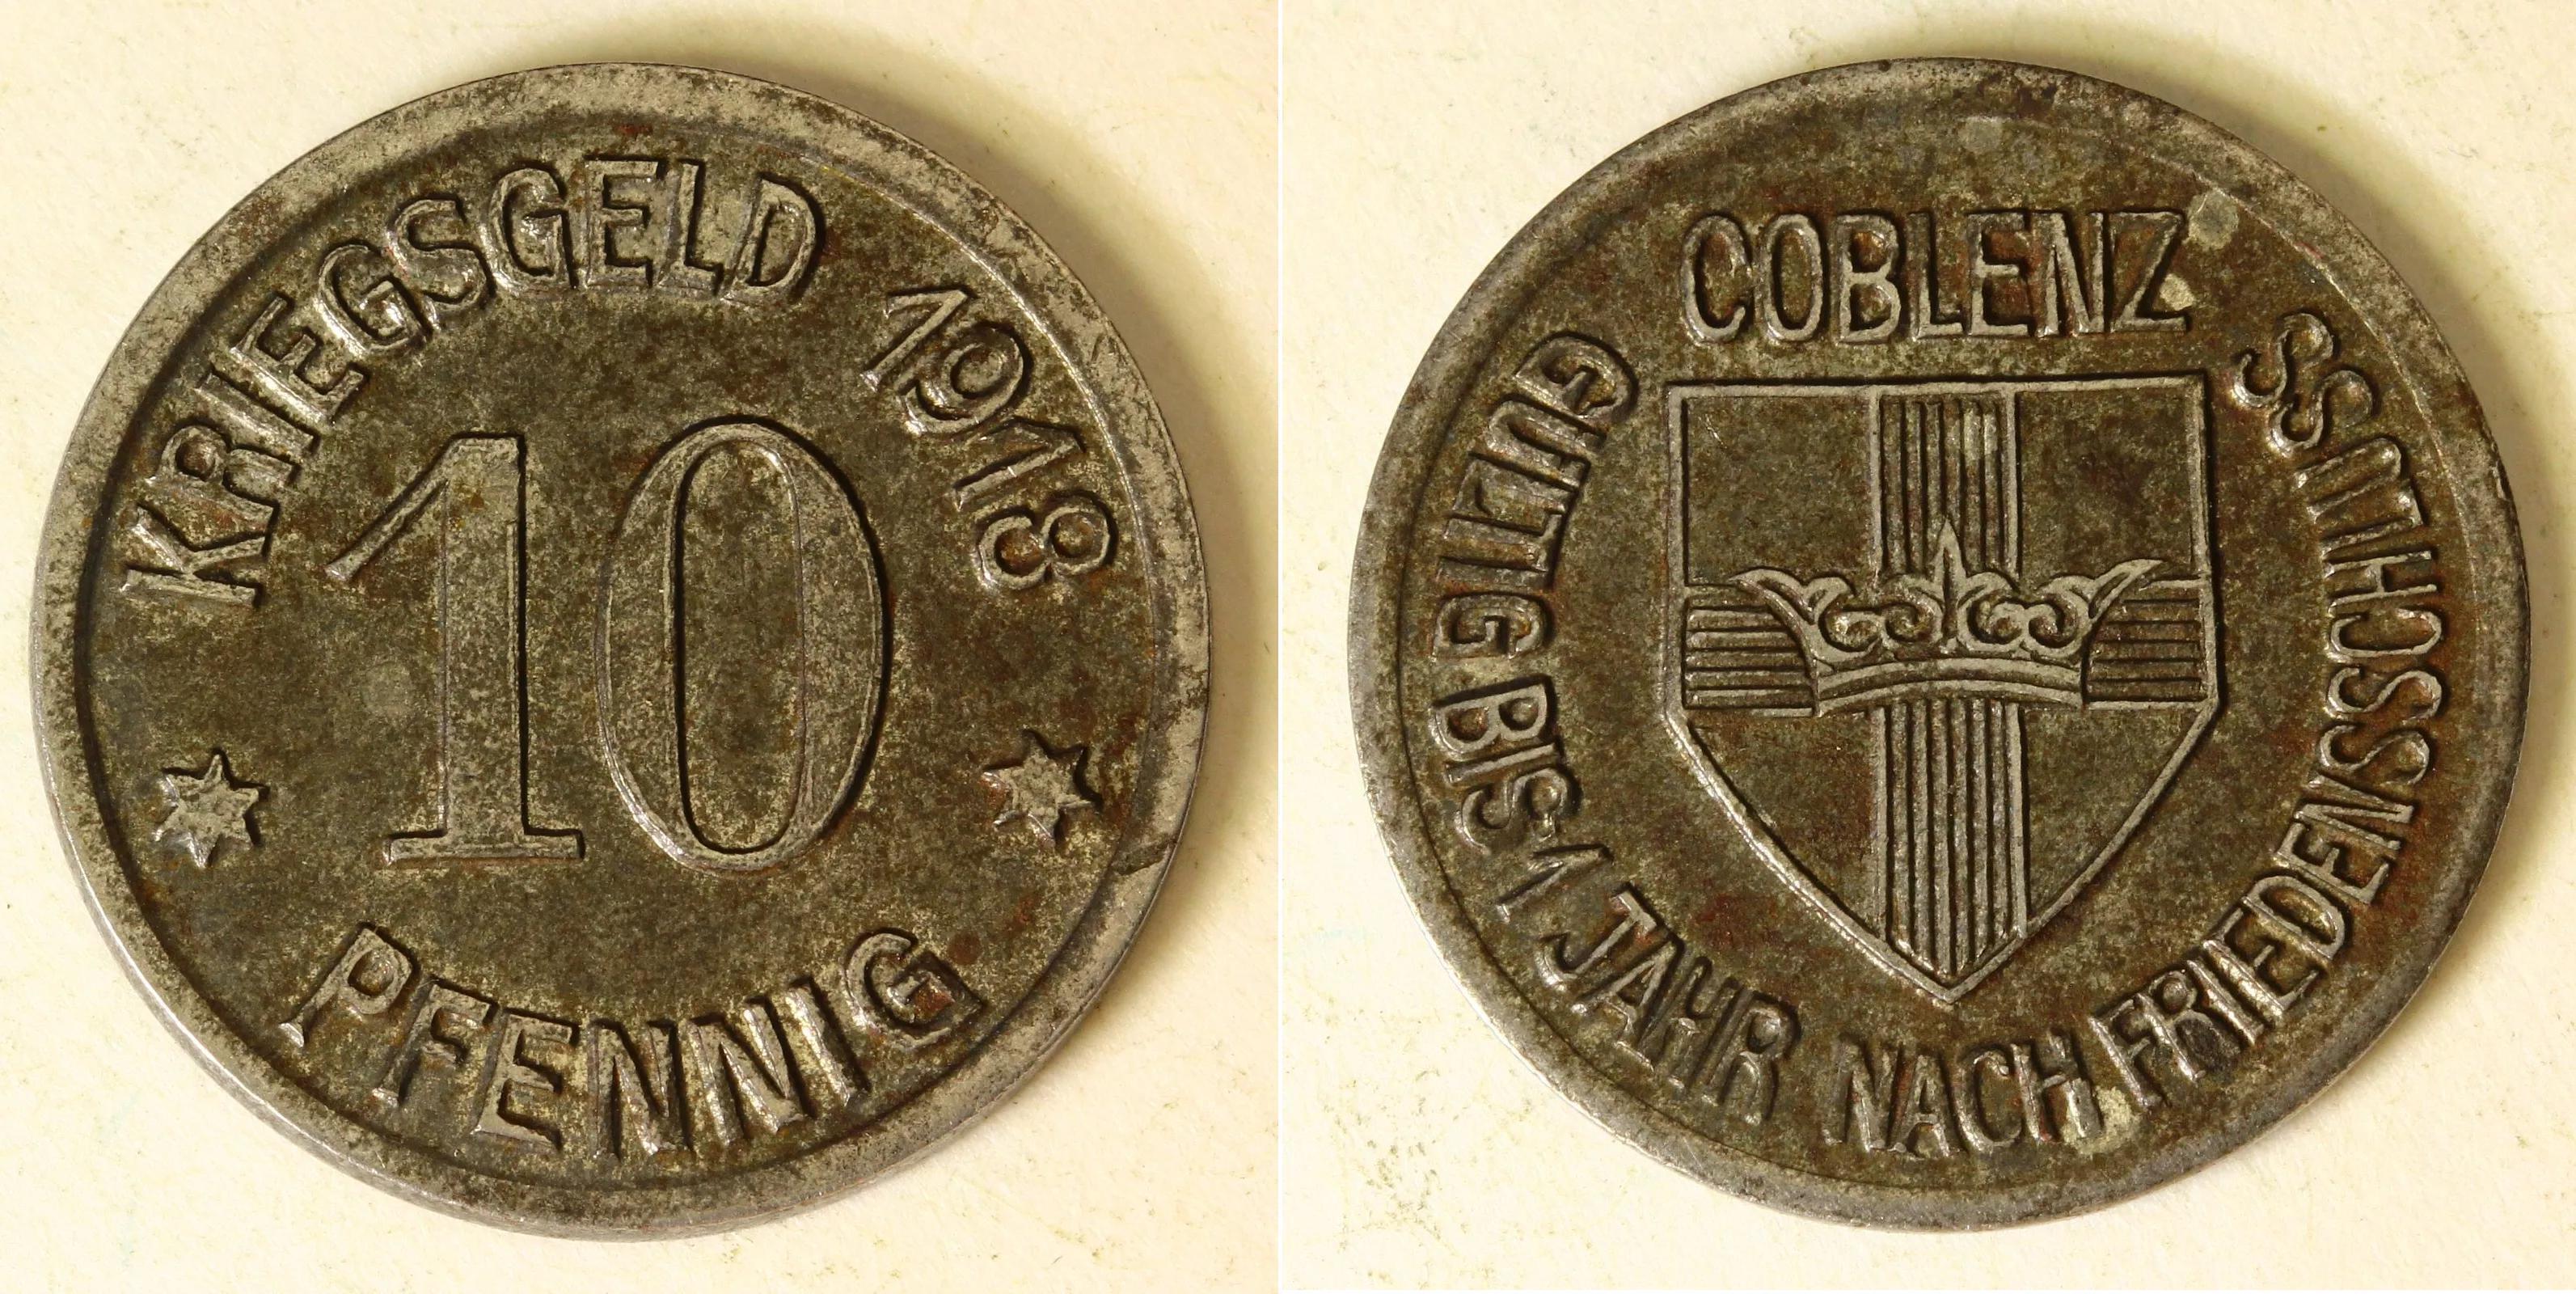 KRIEGSGELD 1918
10
PFENNIG
COBLENZ
GÜLTIG BIS 1 JAHR NACH FRIEDENSSCHLUSS